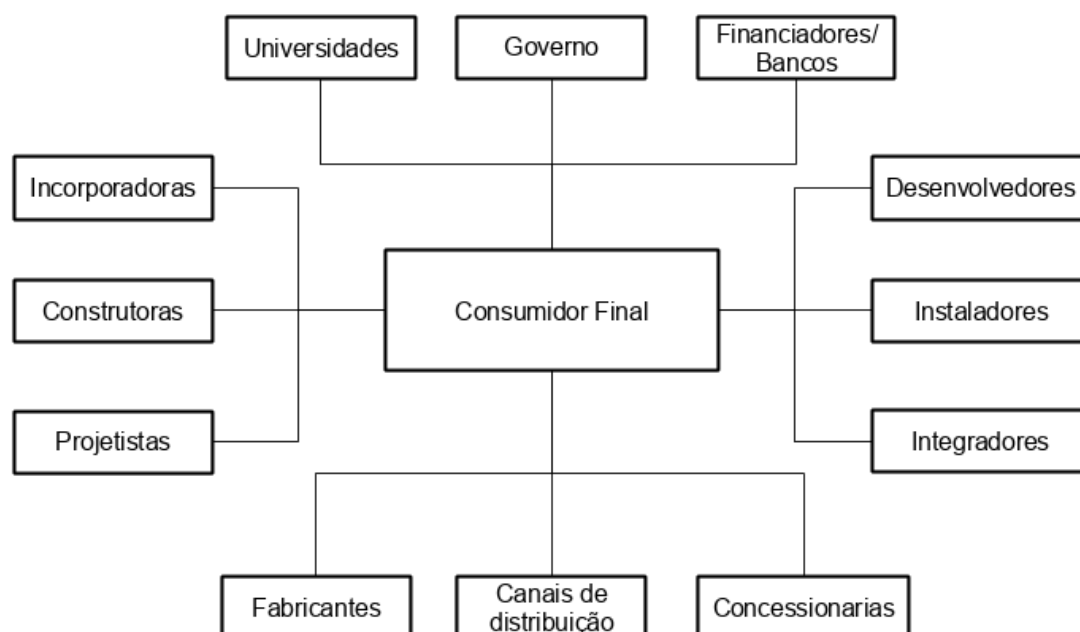 Universidades
Governo
Financiadores/
Bancos
Incorporadoras
Desenvolvedores
Construtoras
Consumidor Final
Instaladores
Projetistas
Integradores
Fabricantes
Canais de
distribuição
Concessionarias